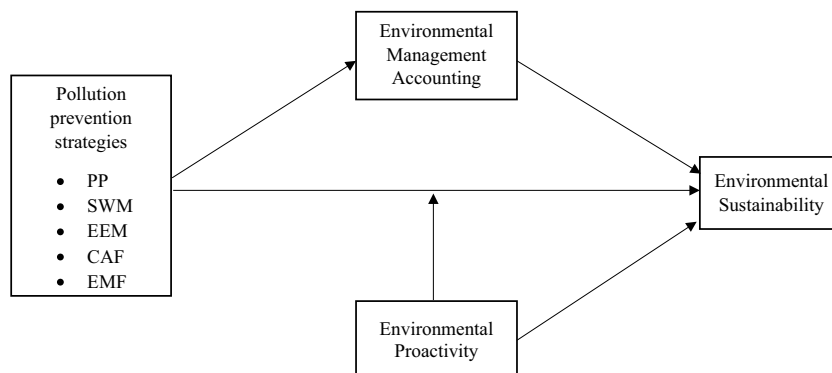 Environmental
Management
Accounting
Pollution
prevention
strategies
• PP
• SWM
• EEM
• CAF
• EMF
Environmental
Sustainability
Environmental
Proactivity